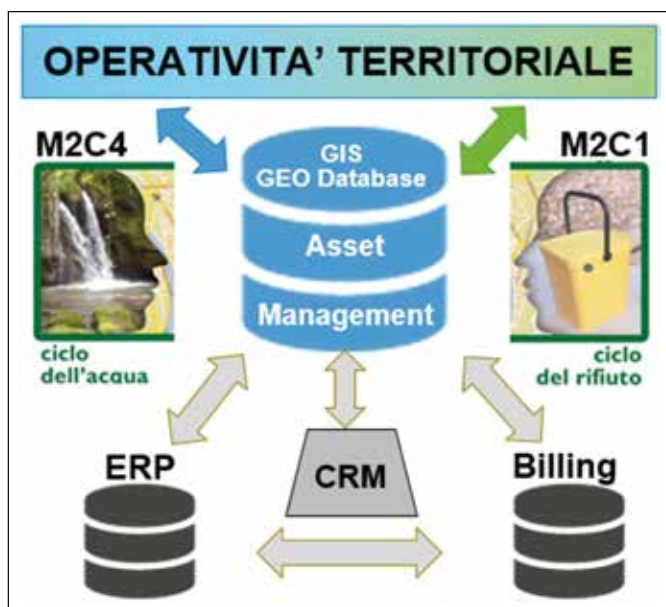 OPERATIVITA’ TERRITORIALE
M2C4
M2C1
GIS
GEO Database
Asset
Management
ciclo
dell'acqua
ciclo
del rifiuto
ERP
CRM
Billing